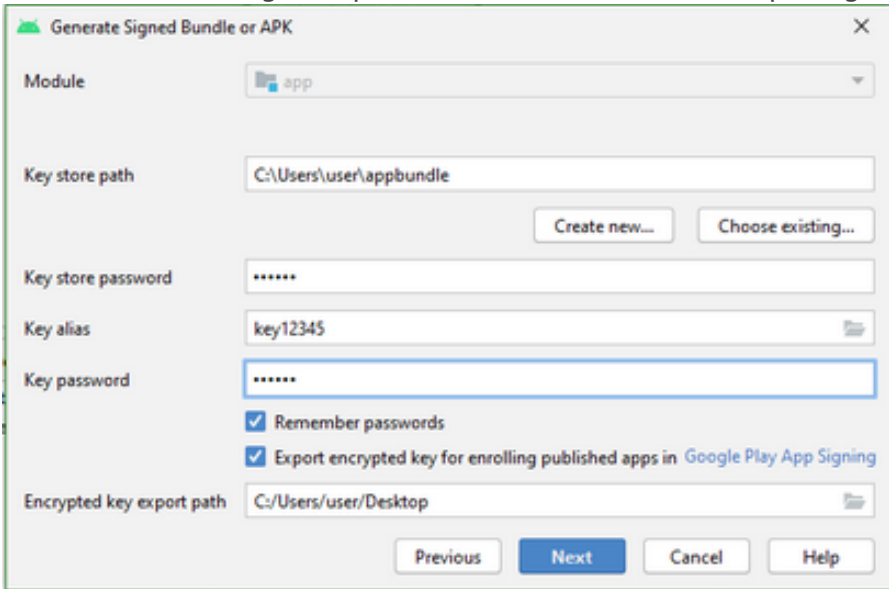 Generate Signed Bundle or APK
Module app
Key store path C:\Users\user\appbundle
Create new... Choose existing...
Key store password ••••••
Key alias key12345
Key password ••••••
Remember passwords
Export encrypted key for enrolling published apps in Google Play App Signing
Encrypted key export path C:/Users/user/Desktop
Previous Next Cancel Help